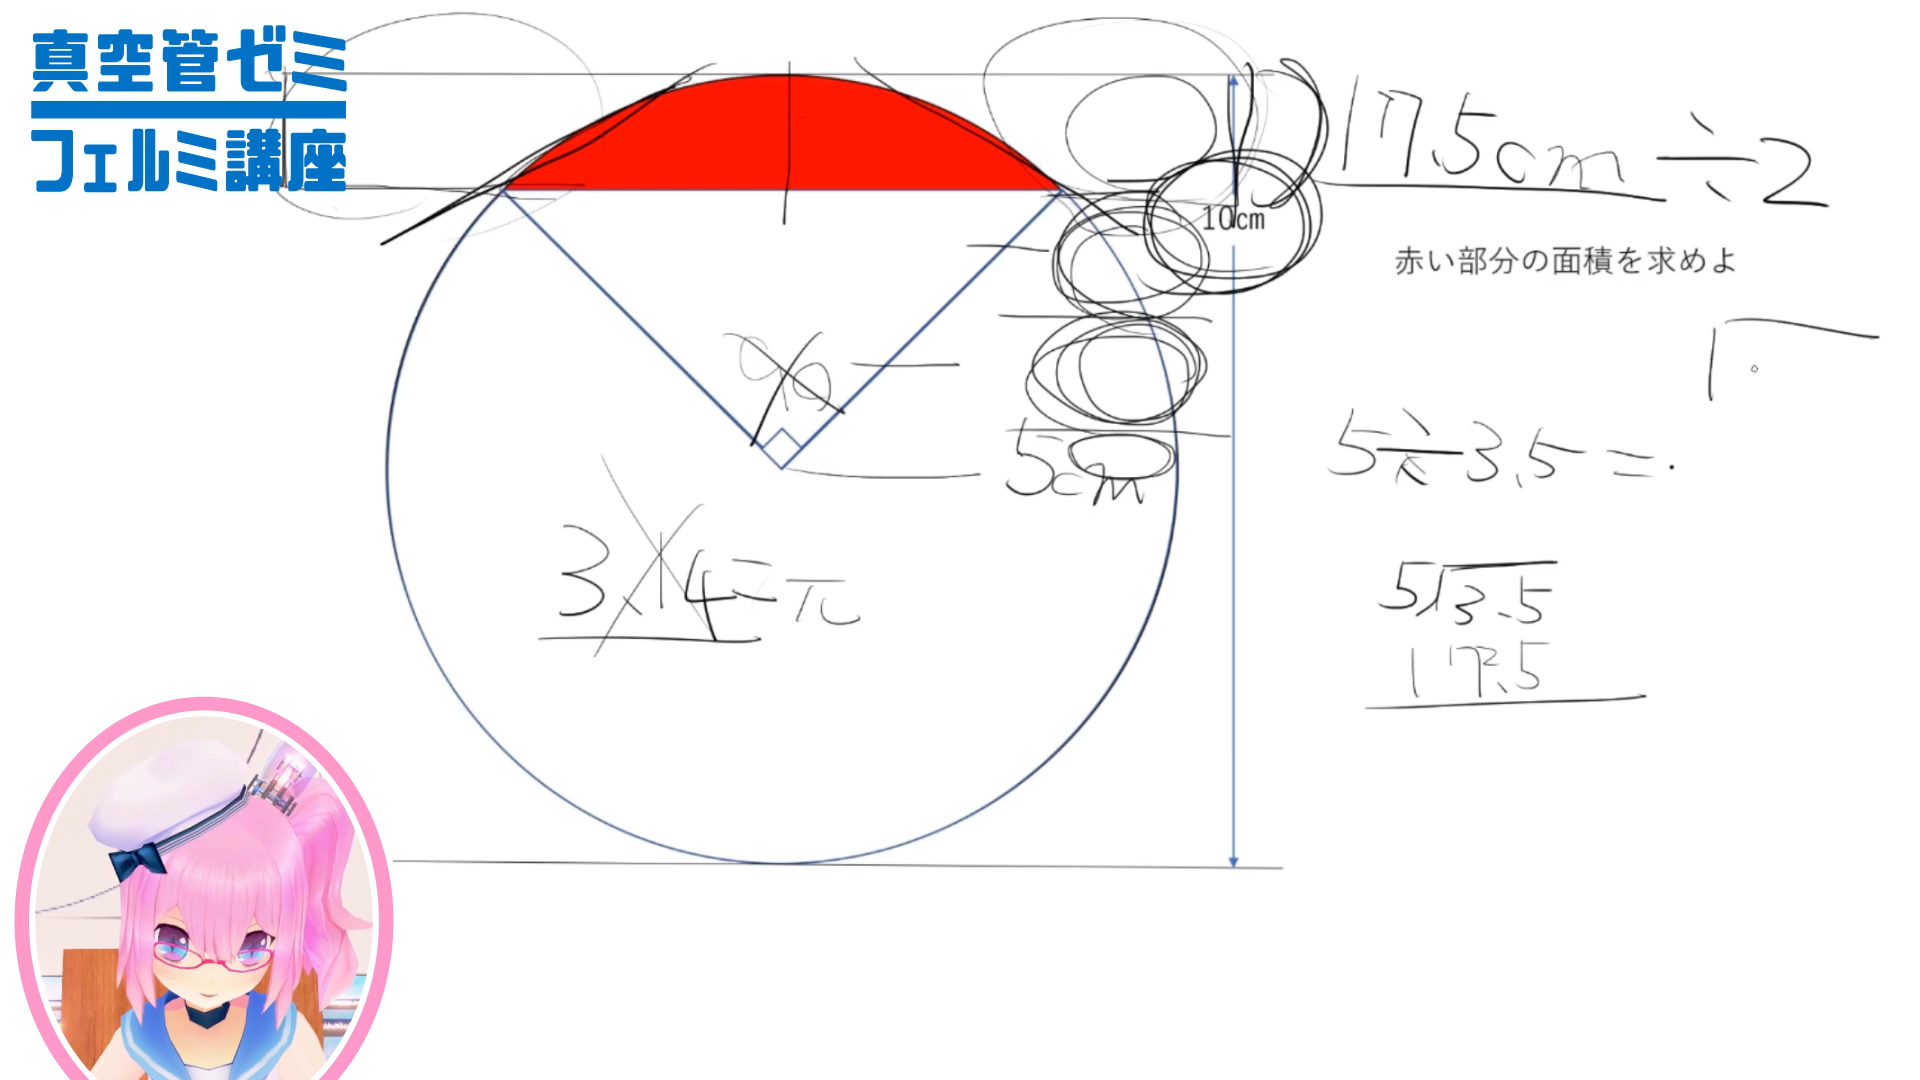 真空管ゼミ
フェルミ講座
17.5cm÷2
10cm
赤い部分の面積を求めよ
5cm
5÷3.5=
3.14=π
5)3.5
17.5